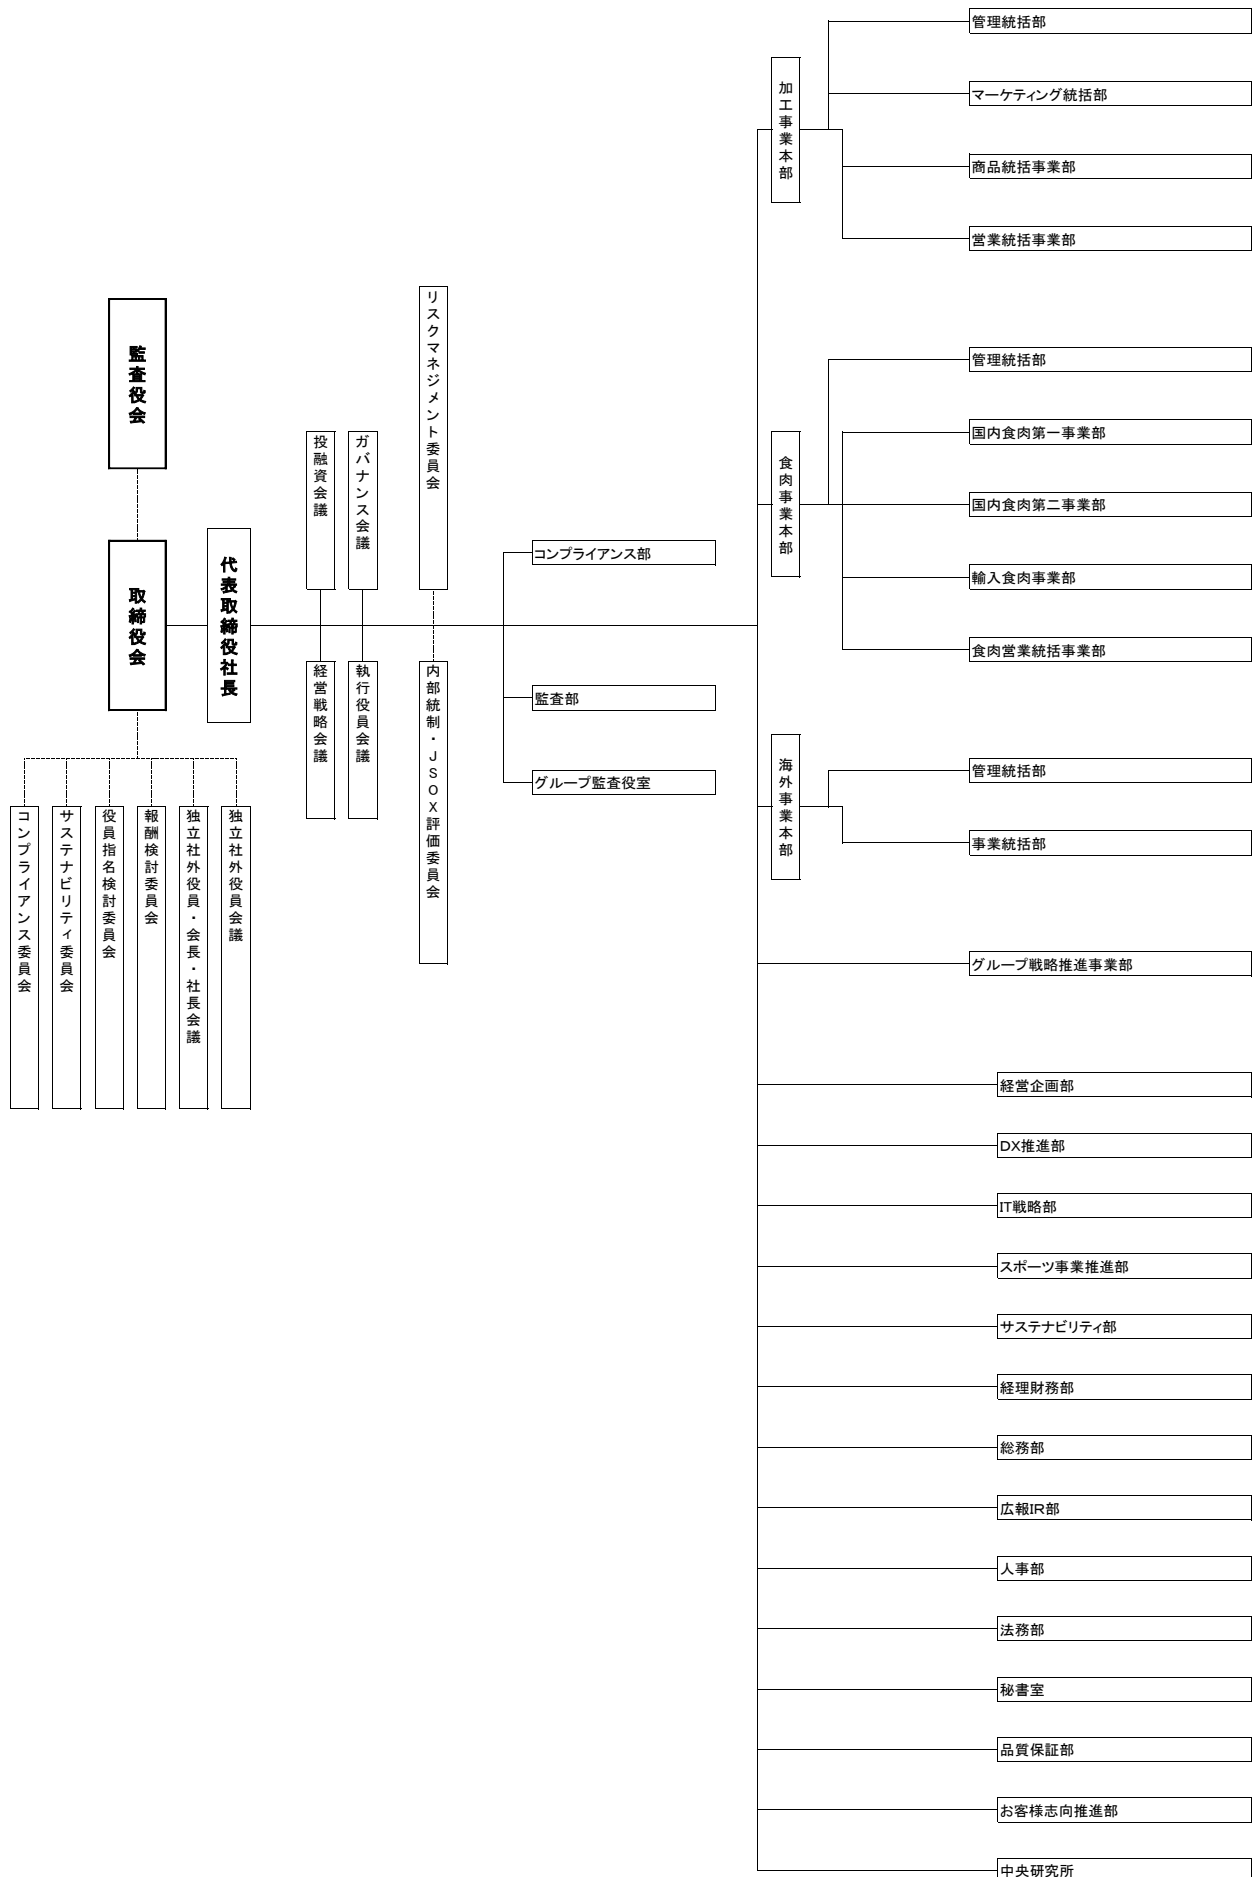 監査役会
取締役会
代表取締役社長
コンプライアンス委員会
サステナビリティ委員会
役員指名検討委員会
報酬検討委員会
独立社外役員・会長・社長会議
独立社外役員会議
投融資会議
ガバナンス会議
経営戦略会議
執行役員会議
リスクマネジメント委員会
内部統制・JSOX評価委員会
コンプライアンス部
監査部
グループ監査役室
加工事業本部
管理統括部
マーケティング統括部
商品統括事業部
営業統括事業部
食肉事業本部
管理統括部
国内食肉第一事業部
国内食肉第二事業部
輸入食肉事業部
食肉営業統括事業部
海外事業本部
管理統括部
事業統括部
グループ戦略推進事業部
経営企画部
DX推進部
IT戦略部
スポーツ事業推進部
サステナビリティ部
経理財務部
総務部
広報IR部
人事部
法務部
秘書室
品質保証部
お客様志向推進部
中央研究所